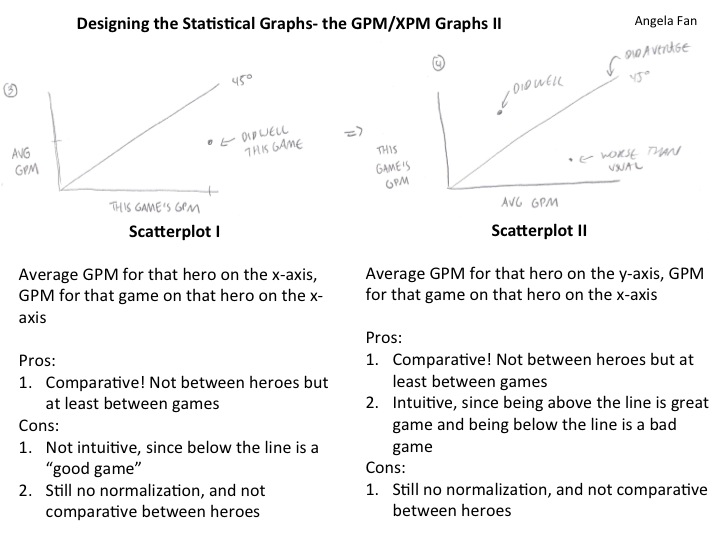 Designing the Statistical Graphs- the GPM/XPM Graphs II
Angela Fan
3
45°
AVG
GPM
DID WELL
THIS GAME
THIS GAME'S GPM
Scatterplot I
Average GPM for that hero on the x-axis,
GPM for that game on that hero on the x-
axis
Pros:
1. Comparative! Not between heroes but
at least between games
Cons:
1. Not intuitive, since below the line is a
“good game”
2. Still no normalization, and not
comparative between heroes
=>
4
DID AVERAGE
45°
DID WELL
THIS
GAME'S
GPM
WORSE THAN
USUAL
AVG GPM
Scatterplot II
Average GPM for that hero on the y-axis, GPM
for that game on that hero on the x-axis
Pros:
1. Comparative! Not between heroes but at
least between games
2. Intuitive, since being above the line is great
game and being below the line is a bad
game
Cons:
1. Still no normalization, and not comparative
between heroes